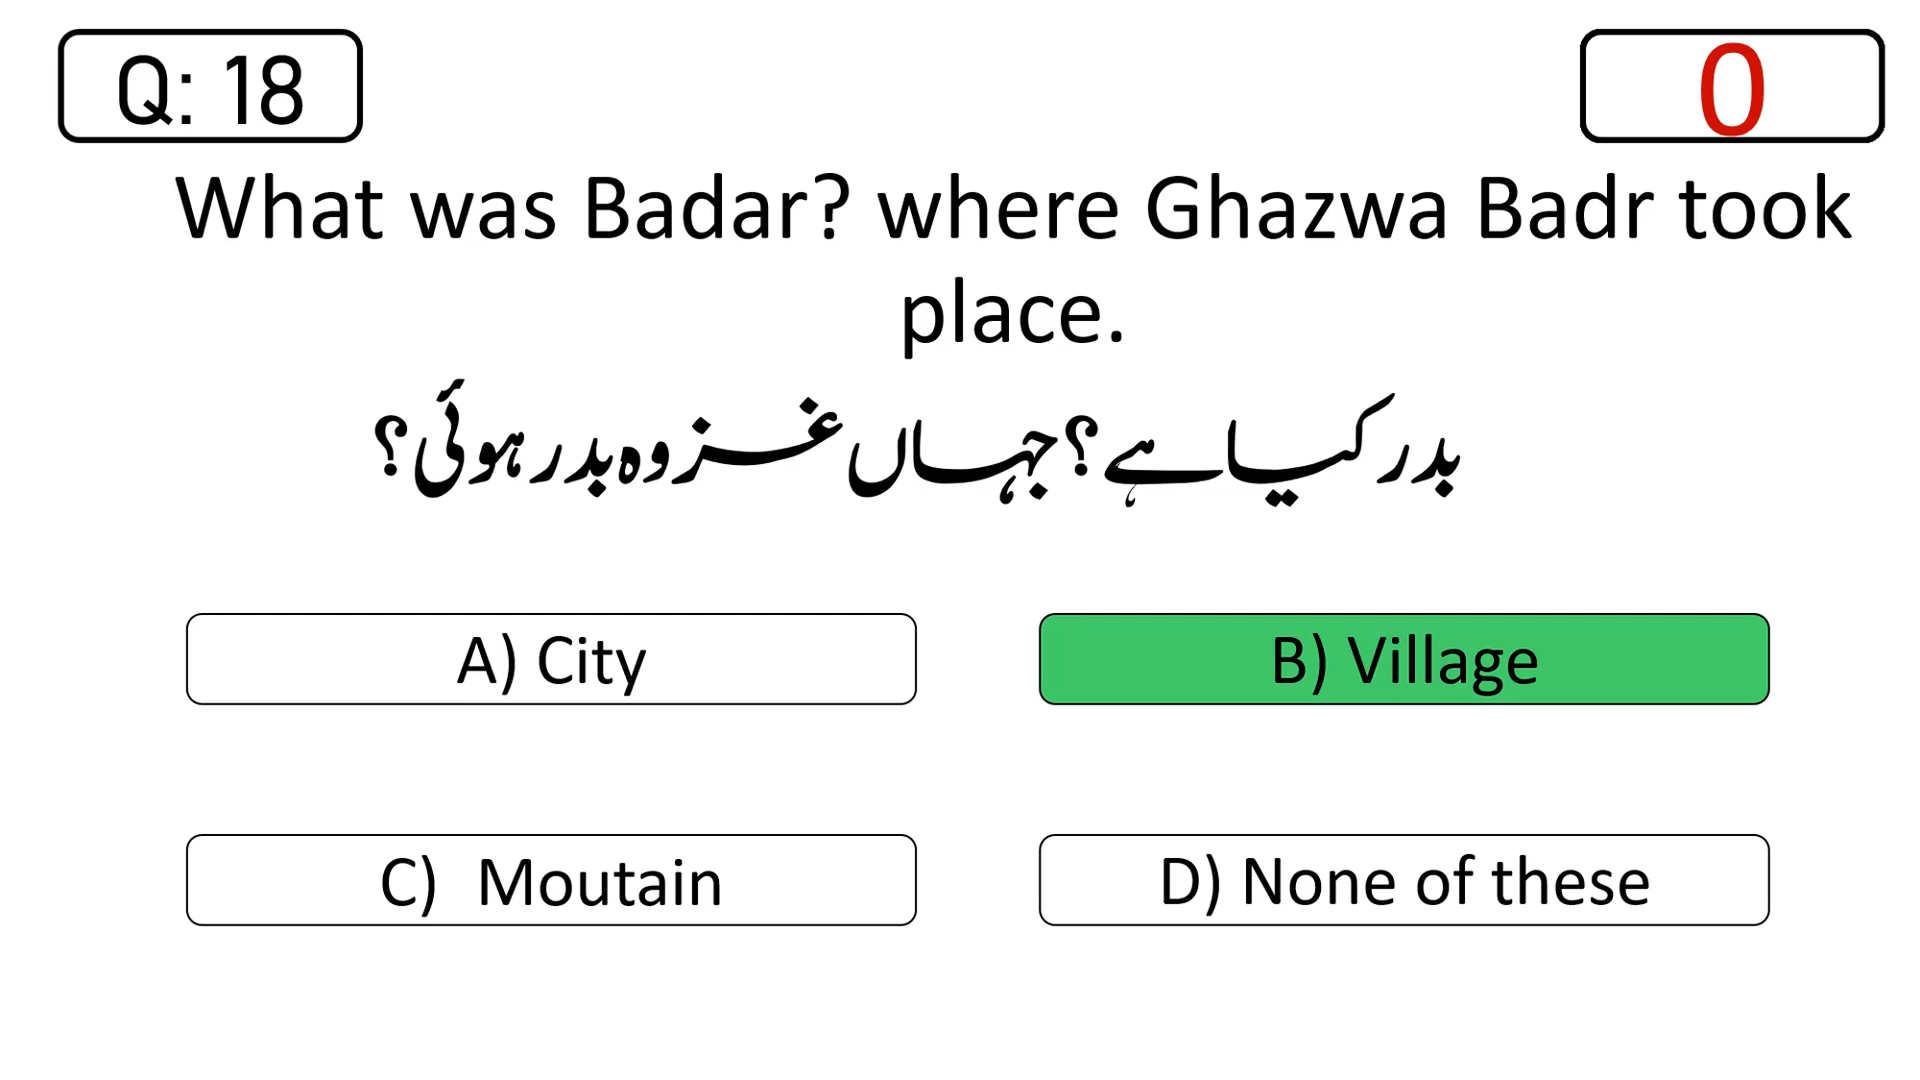 Q: 18
0
What was Badar? where Ghazwa Badr took
place.
بدر کیا ہے؟ جہاں غزوہ بدر ہوئی؟
A) City
B) Village
C) Moutain
D) None of these